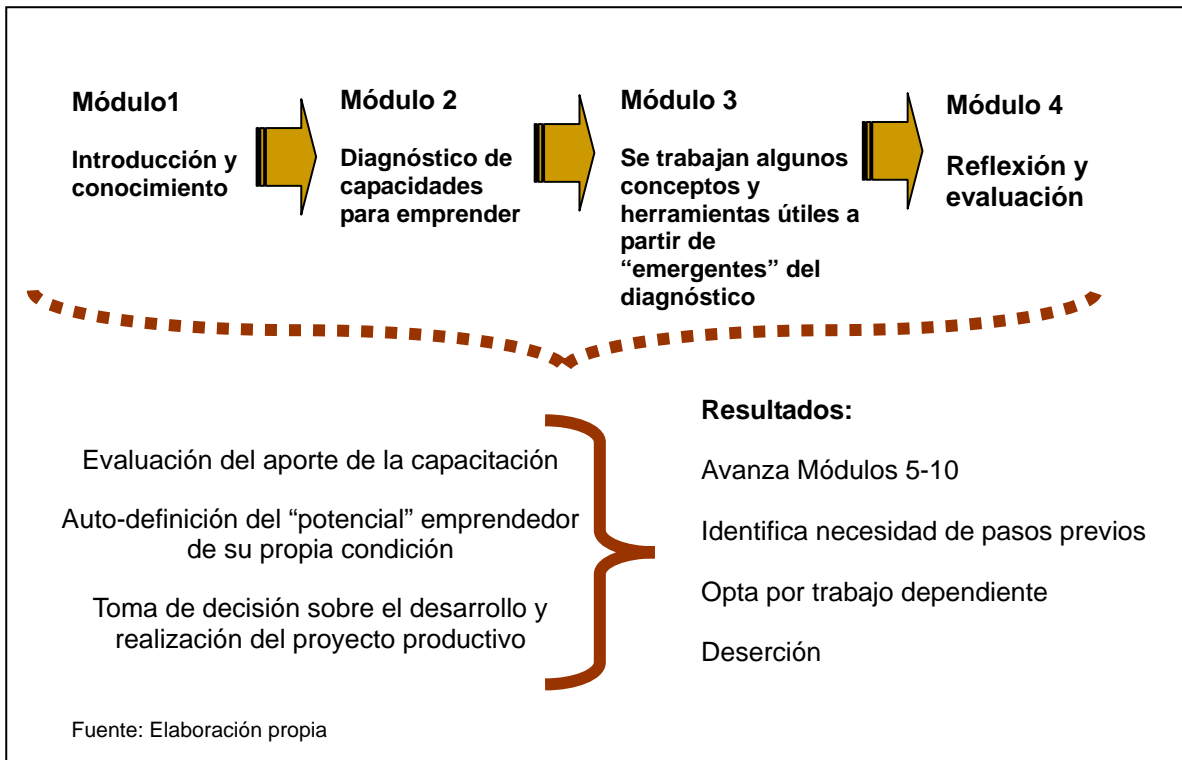 Módulo1
Introducción y
conocimiento
Módulo 2
Diagnóstico de
capacidades
para emprender
Módulo 3
Se trabajan algunos
conceptos y
herramientas útiles a
partir de
“emergentes” del
diagnóstico
Módulo 4
Reflexión y
evaluación
Evaluación del aporte de la capacitación
Auto-definición del “potencial” emprendedor
de su propia condición
Toma de decisión sobre el desarrollo y
realización del proyecto productivo
Resultados:
Avanza Módulos 5-10
Identifica necesidad de pasos previos
Opta por trabajo dependiente
Deserción
Fuente: Elaboración propia